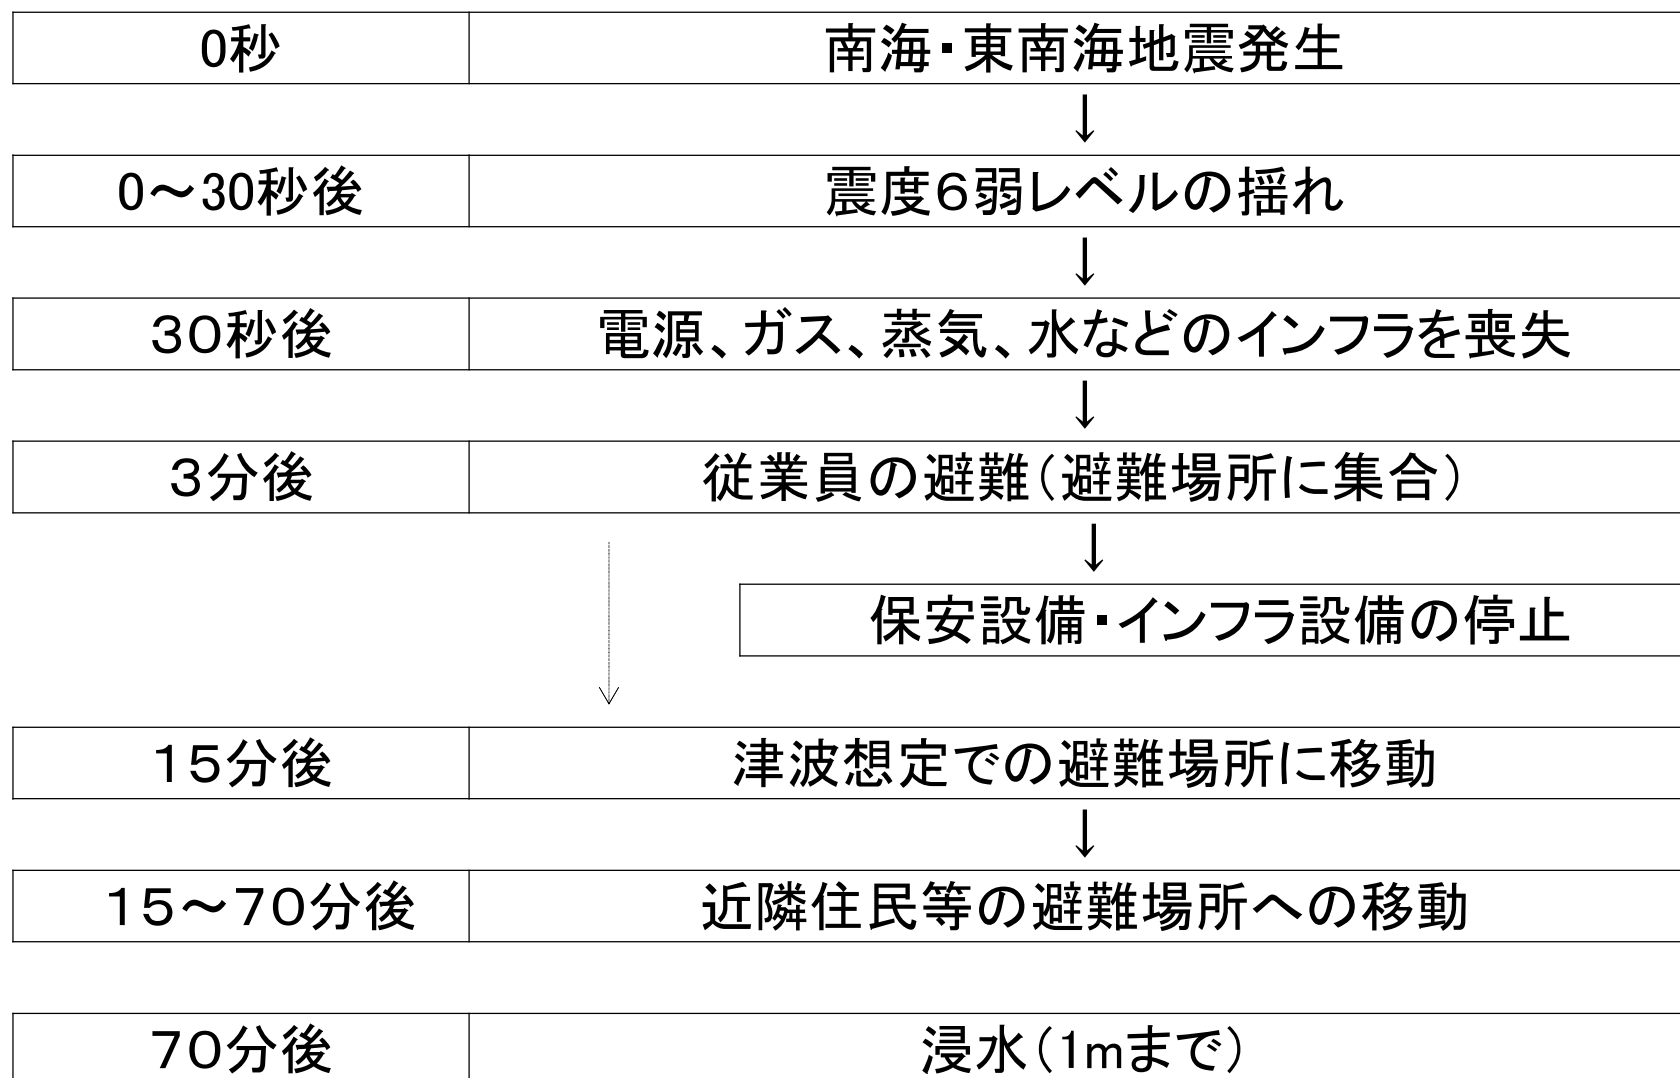 0秒 南海・東南海地震発生
↓
0～30秒後 震度６弱レベルの揺れ
↓
３０秒後 電源、ガス、蒸気、水などのインフラを喪失
↓
３分後 従業員の避難（避難場所に集合）
↓
保安設備・インフラ設備の停止
１５分後 津波想定での避難場所に移動
↓
１５～７０分後 近隣住民等の避難場所への移動
７０分後 浸水（1mまで）